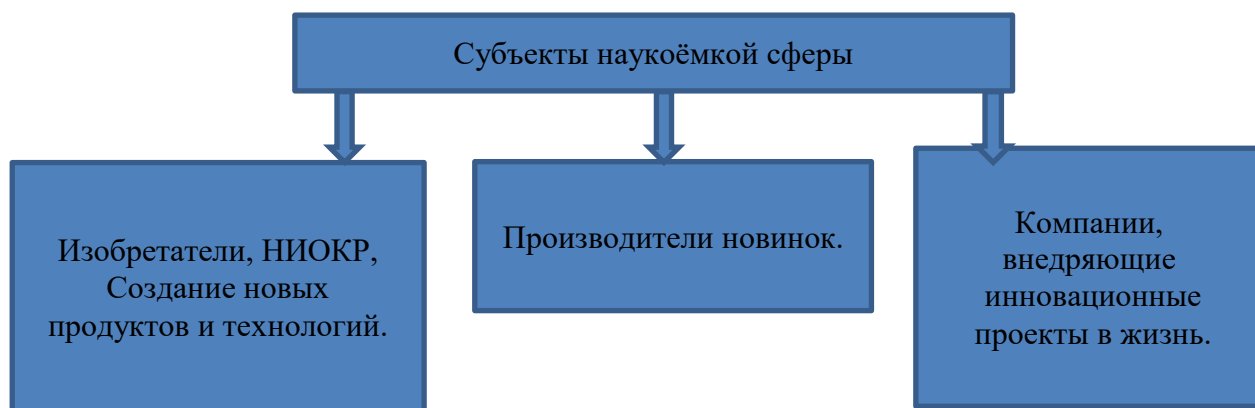 Субъекты наукоёмкой сферы
Изобретатели, НИОКР,
Создание новых
продуктов и технологий.
Производители новинок.
Компании,
внедряющие
инновационные
проекты в жизнь.